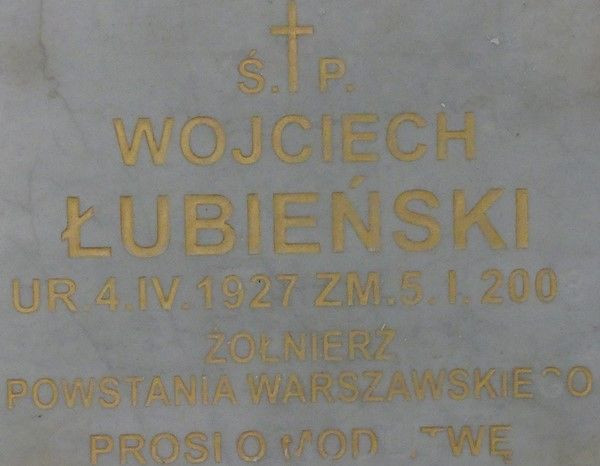 Ś. P.
WOJCIECH
ŁUBIEŃSKI
UR.4.IV.1927 ZM.5.I.200
ŻOŁNIERZ
POWSTANIA WARSZAWSKIEGO
PROSI O